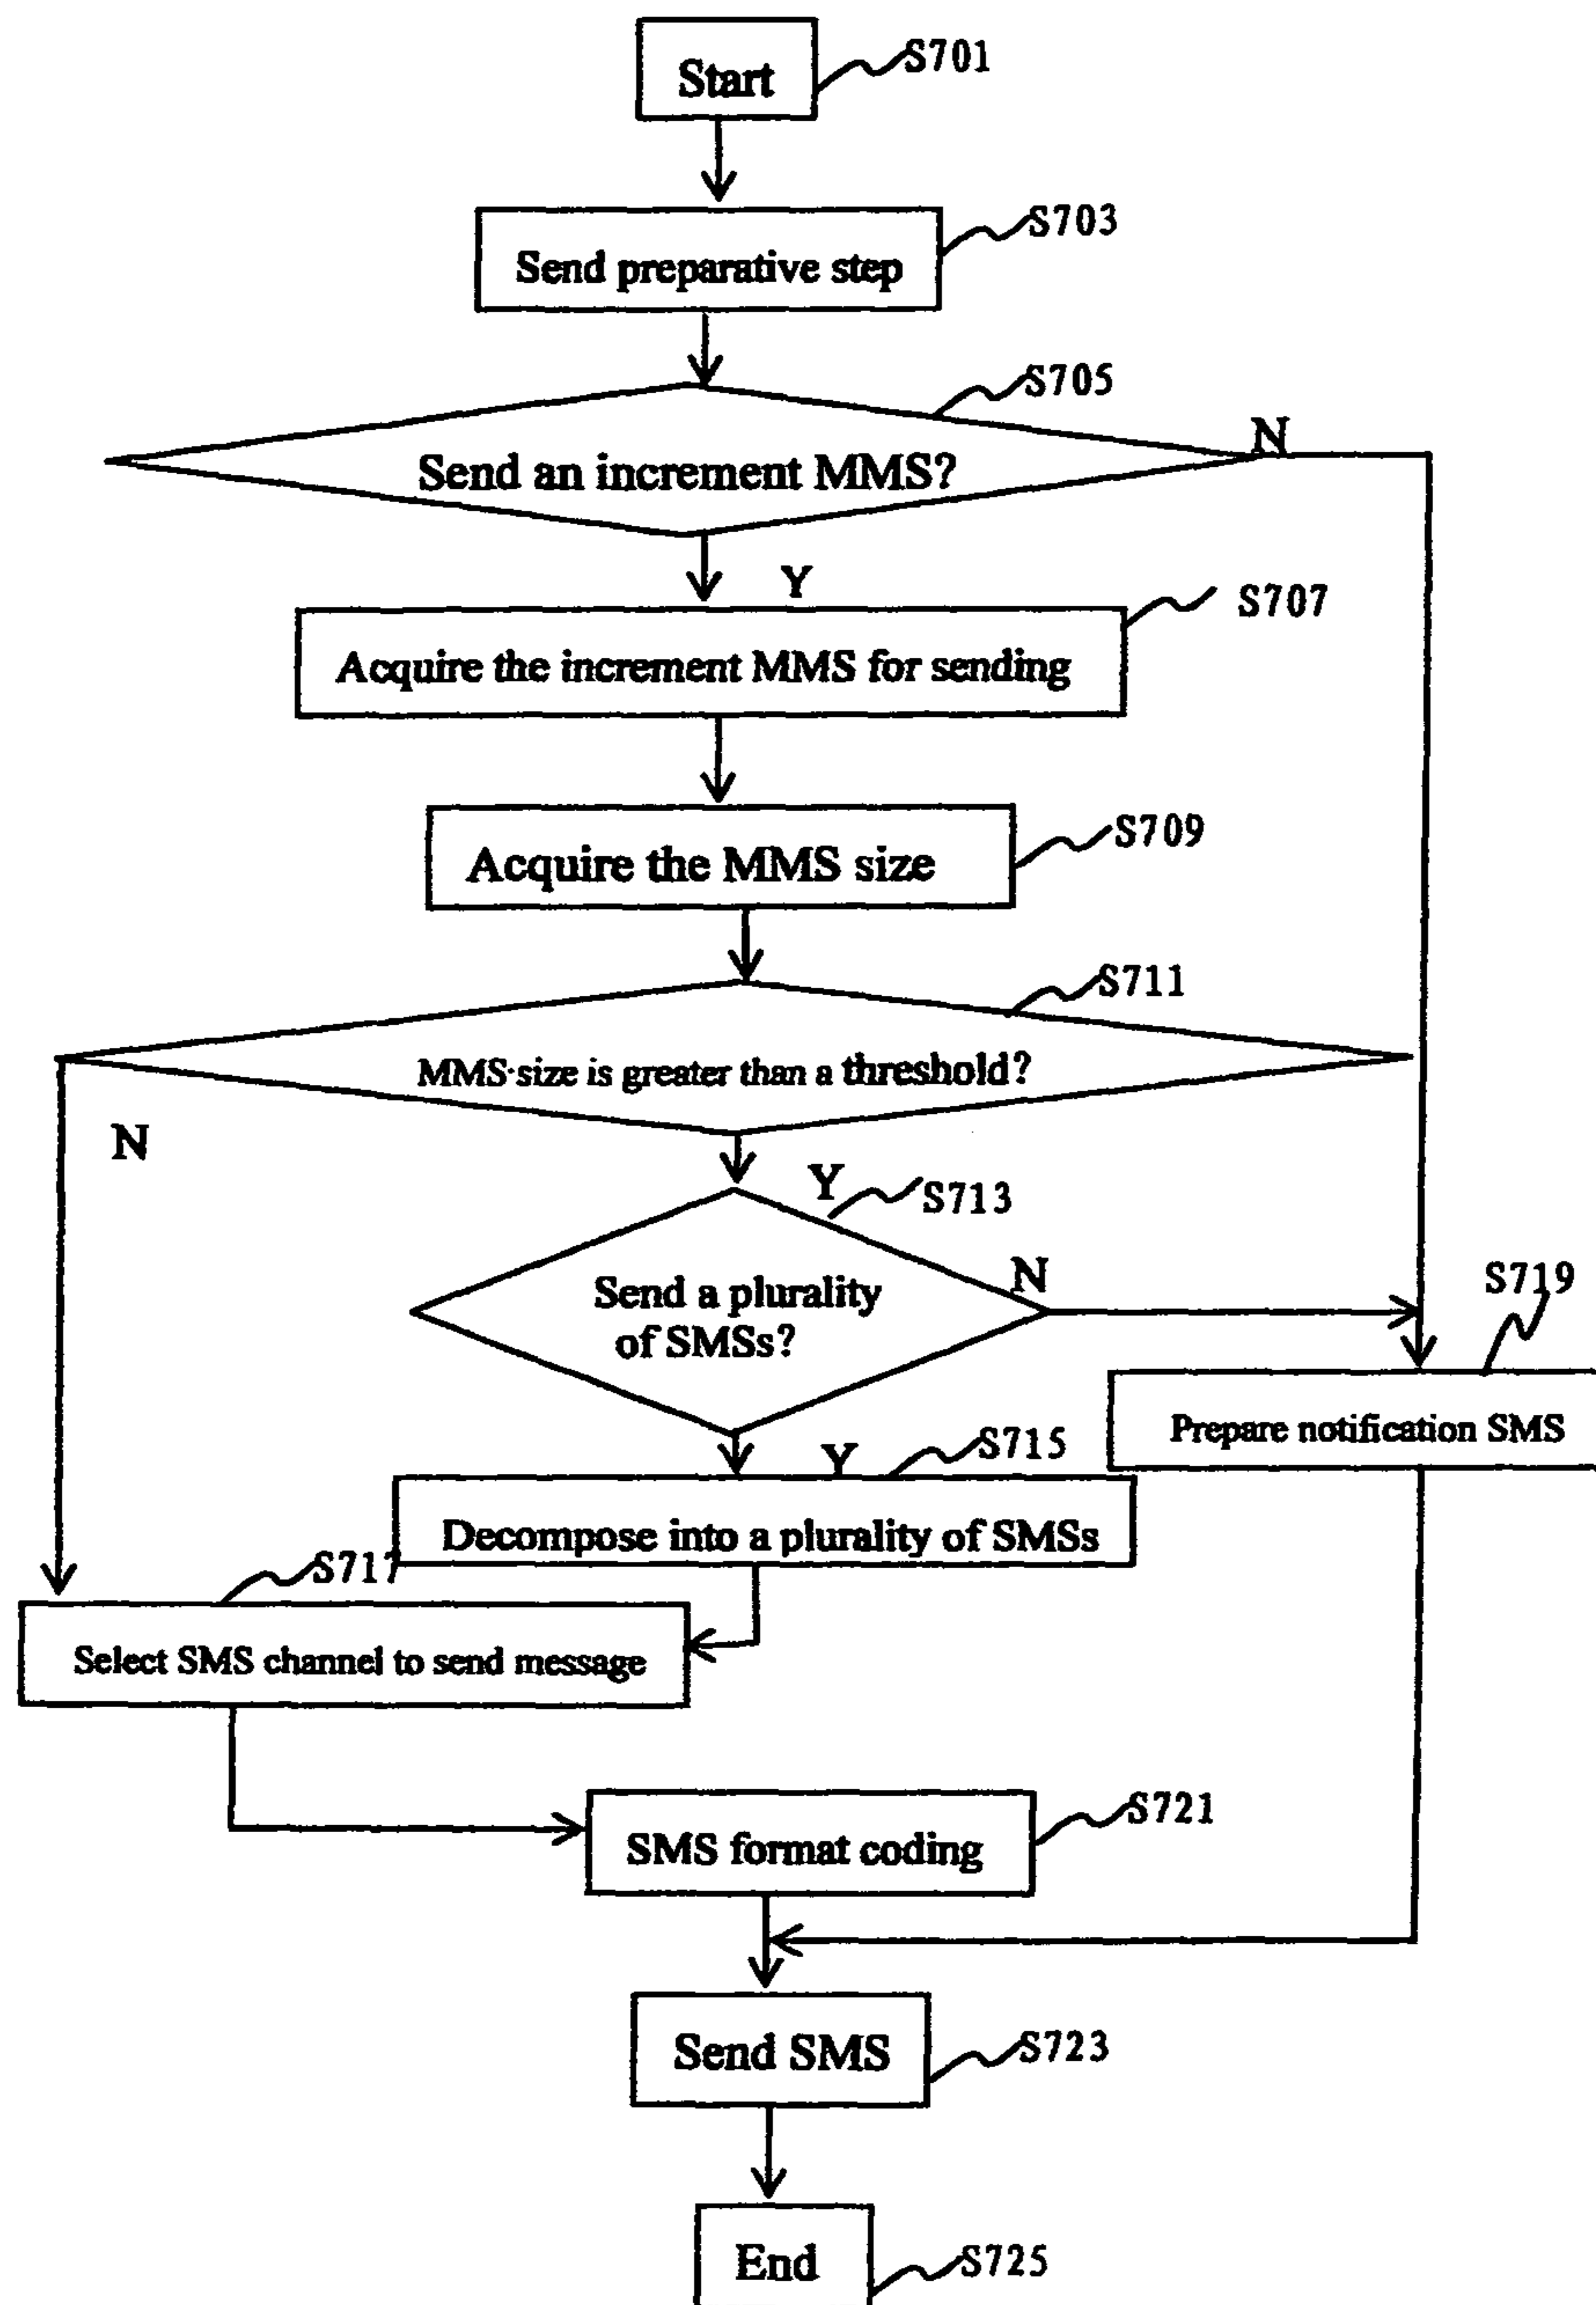 Start
S701
Send preparative step
S703
S705
Send an increment MMS?
N
Y
S707
Acquire the increment MMS for sending
Acquire the MMS size
S709
S711
MMS size is greater than a threshold?
N
Y
S713
Send a plurality
of SMSs?
N
S719
Prepare notification SMS
Y
S715
Decompose into a plurality of SMSs
S717
Select SMS channel to send message
SMS format coding
S721
Send SMS
S723
End
S725